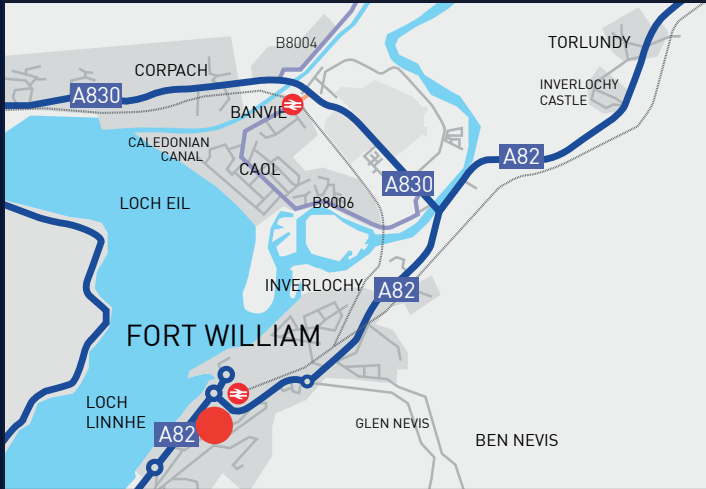 B8004
TORLUNDY
CORPACH
INVERLOCHY
CASTLE
A830
BANVIE
CALEDONIAN
CANAL
A82
CAOL
A830
LOCH EIL
B8006
INVERLOCHY
A82
FORT WILLIAM
LOCH
LINNHE
A82
GLEN NEVIS
BEN NEVIS